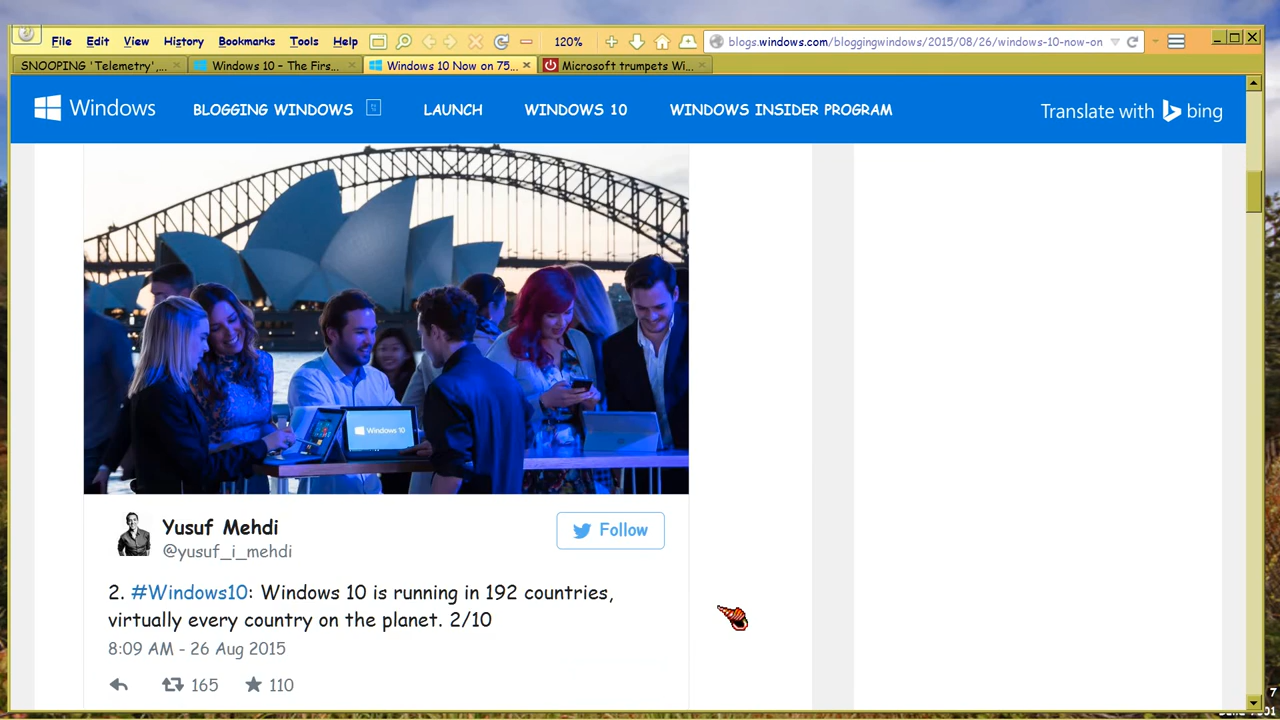 File Edit View History Bookmarks Tools Help 120% blogs.windows.com/bloggingwindows/2015/08/26/windows-10-now-on
SNOOPING 'Telemetry',... Windows 10 – The Firs... Windows 10 Now on 75... Microsoft trumpets Wi...
Windows BLOGGING WINDOWS LAUNCH WINDOWS 10 WINDOWS INSIDER PROGRAM Translate with bing
Windows 10
Yusuf Mehdi
@yusuf_i_mehdi
Follow
2. #Windows10: Windows 10 is running in 192 countries,
virtually every country on the planet. 2/10
8:09 AM - 26 Aug 2015
165 110
7